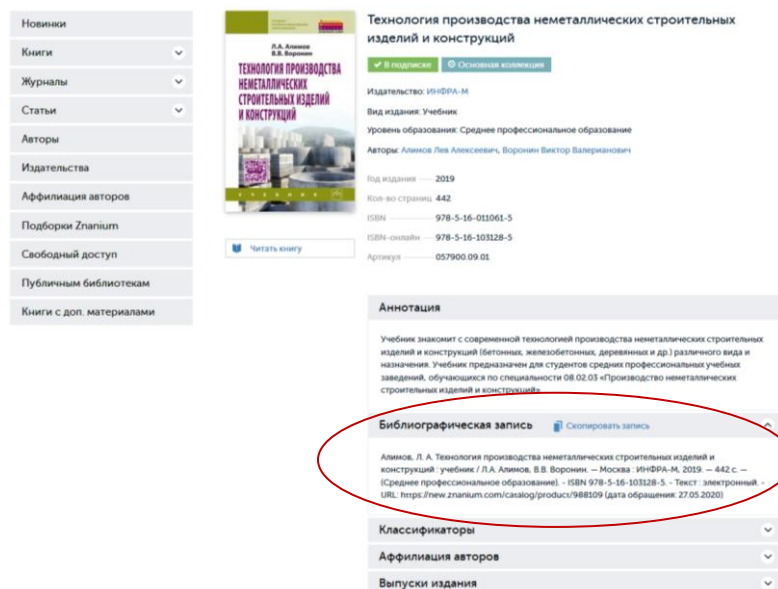 Новинки
Книги
Журналы
Статьи
Авторы
Издательства
Аффилиация авторов
Подборки Znanium
Свободный доступ
Публичным библиотекам
Книги с доп. материалами
Л.А. Алимов
В.В. Воронин
ТЕХНОЛОГИЯ ПРОИЗВОДСТВА
НЕМЕТАЛЛИЧЕСКИХ
СТРОИТЕЛЬНЫХ ИЗДЕЛИЙ
И КОНСТРУКЦИЙ
УЧЕБНИК
Читать книгу
Технология производства неметаллических строительных
изделий и конструкций
В подписке
Основная коллекция
Издательство: ИНФРА-М
Вид издания: Учебник
Уровень образования: Среднее профессиональное образование
Авторы: Алимов Лев Алексеевич, Воронин Виктор Валерианович
Год издания 2019
Кол-во страниц 442
ISBN 978-5-16-011061-5
ISBN-онлайн 978-5-16-103128-5
Артикул 057900.09.01
Аннотация
Учебник знакомит с современной технологией производства неметаллических строительных
изделий и конструкций (бетонных, железобетонных, деревянных и др.) различного вида и
назначения. Учебник предназначен для студентов средних профессиональных учебных
заведений, обучающихся по специальности 08.02.03 «Производство неметаллических
строительных изделий и конструкций».
Библиографическая запись
Скопировать запись
Алимов, Л. А. Технология производства неметаллических строительных изделий и
конструкций : учебник / Л.А. Алимов, В.В. Воронин. — Москва : ИНФРА-М, 2019. — 442 с. —
(Среднее профессиональное образование). - ISBN 978-5-16-103128-5. - Текст : электронный. -
URL: https://new.znanium.com/catalog/product/988109 (дата обращения: 27.05.2020)
Классификаторы
Аффилиация авторов
Выпуски издания